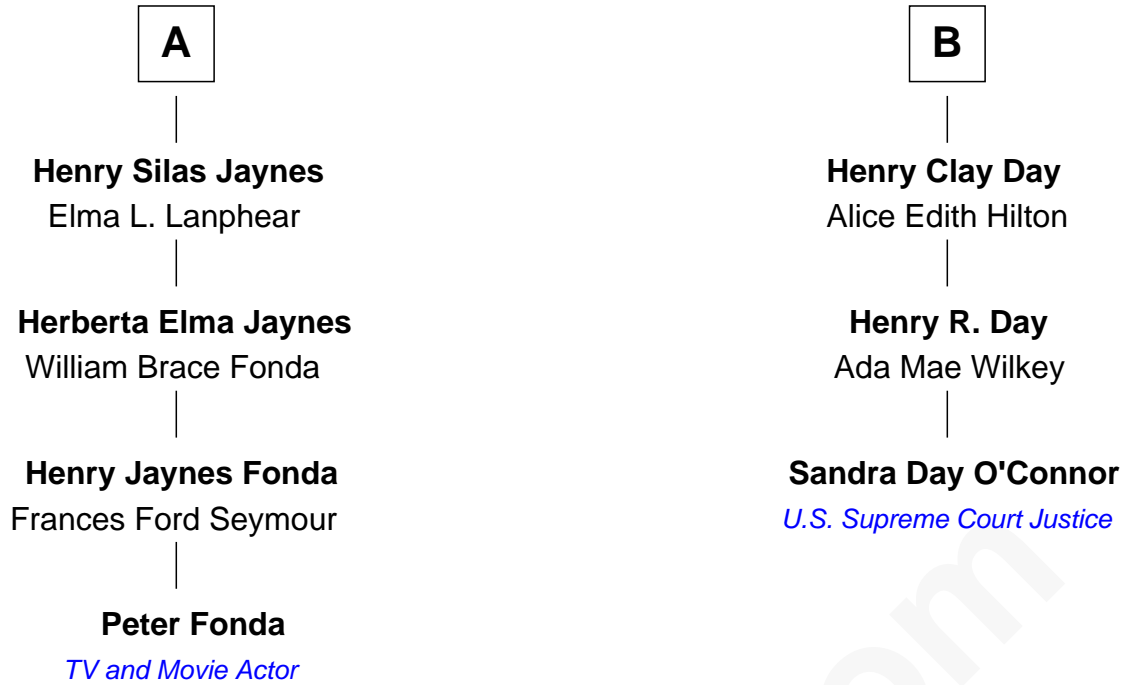 A
B
Henry Silas Jaynes
Elma L. Lanphear
Henry Clay Day
Alice Edith Hilton
Herberta Elma Jaynes
William Brace Fonda
Henry R. Day
Ada Mae Wilkey
Henry Jaynes Fonda
Frances Ford Seymour
Sandra Day O'Connor
U.S. Supreme Court Justice
Peter Fonda
TV and Movie Actor